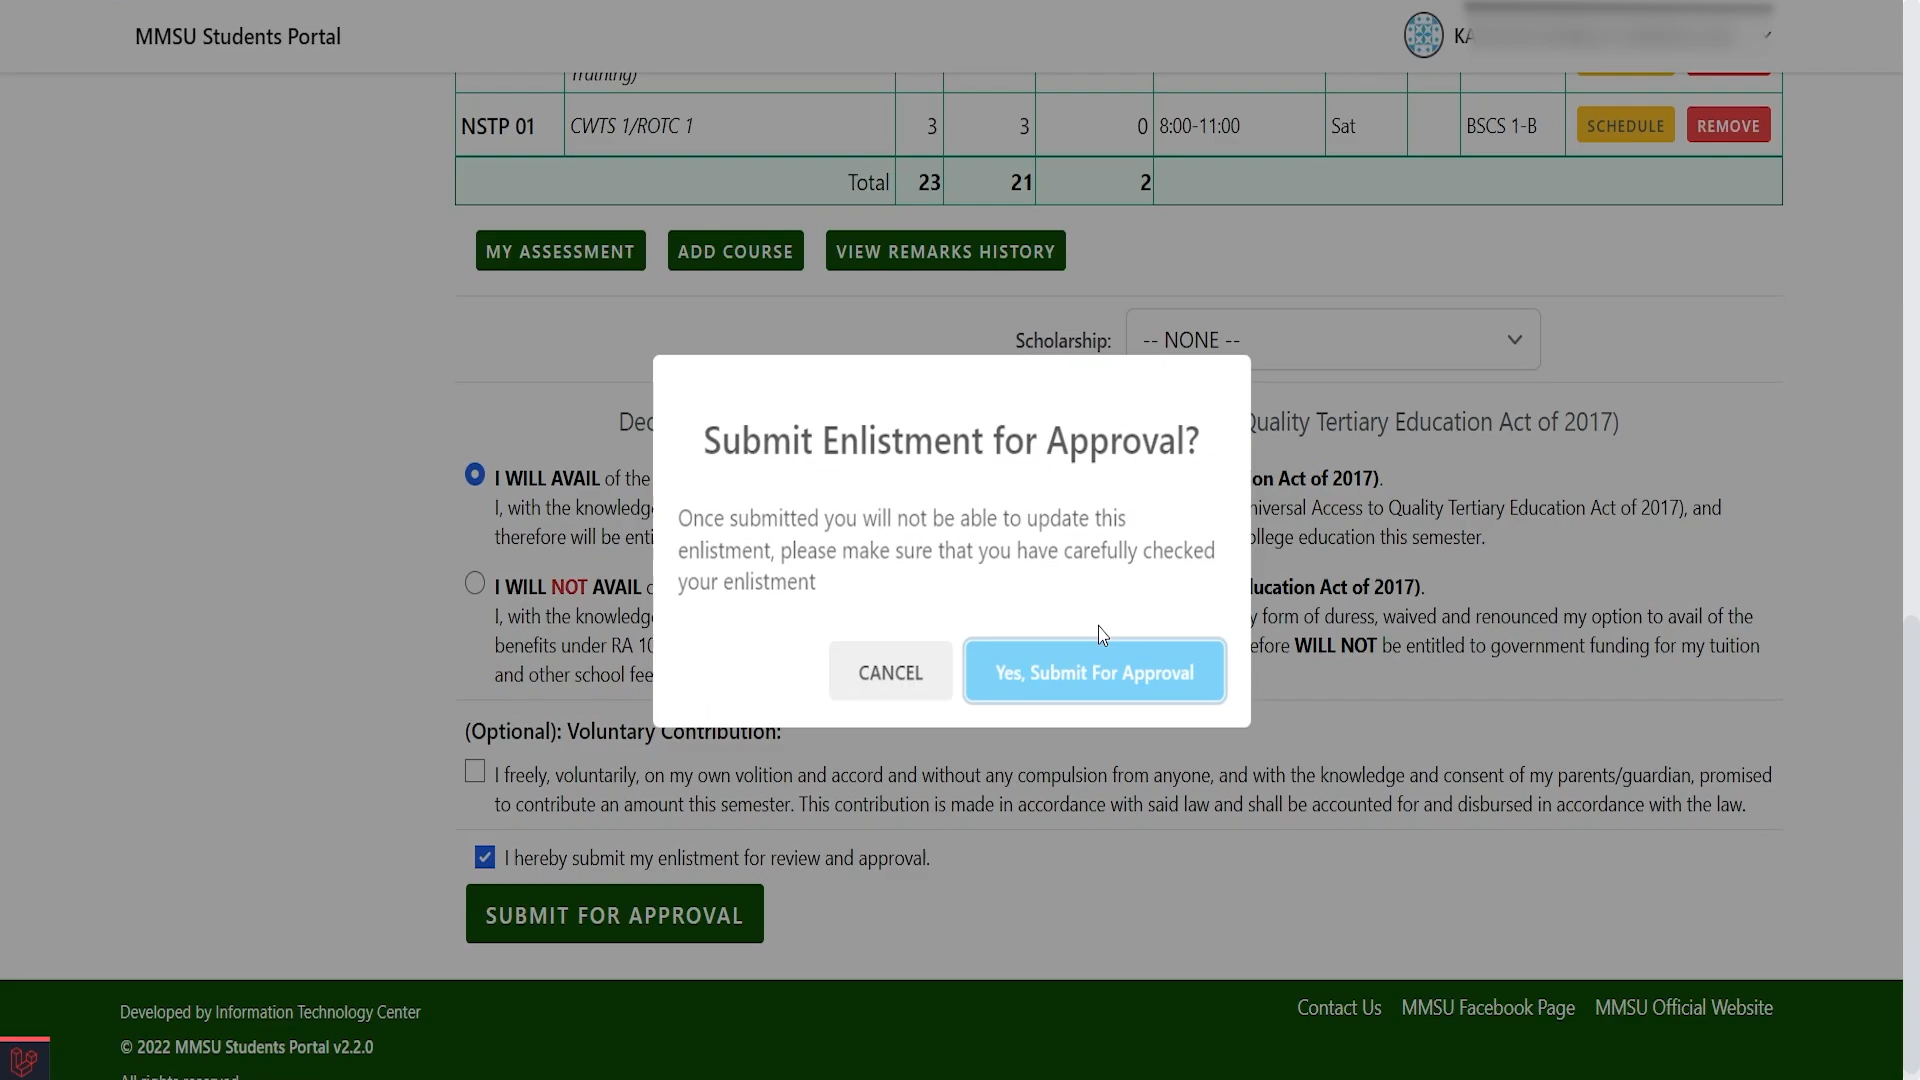 MMSU Students Portal
KA
Training)
NSTP 01 CWTS 1/ROTC 1 3 3 0 8:00-11:00 Sat BSCS 1-B SCHEDULE REMOVE
Total 23 21 2
MY ASSESSMENT ADD COURSE VIEW REMARKS HISTORY
Scholarship: -- NONE --
Quality Tertiary Education Act of 2017)
I WILL AVAIL of the
on Act of 2017).
I, with the
Access to Quality Tertiary Education Act of 2017), and
therefore will be
education this semester.
I WILL NOT AVAIL
Education Act of 2017).
I, with the
form of duress, waived and renounced my option to avail of the
benefits under RA
WILL NOT be entitled to government funding for my tuition
and other school
Submit Enlistment for Approval?
Once submitted you will not be able to update this
enlistment, please make sure that you have carefully checked
your enlistment
CANCEL Yes, Submit For Approval
(Optional): Voluntary Contribution:
I freely, voluntarily, on my own volition and accord and without any compulsion from anyone, and with the knowledge and consent of my parents/guardian, promised
to contribute an amount this semester. This contribution is made in accordance with said law and shall be accounted for and disbursed in accordance with the law.
I hereby submit my enlistment for review and approval.
SUBMIT FOR APPROVAL
Developed by Information Technology Center
© 2022 MMSU Students Portal v2.2.0
All rights reserved
Contact Us MMSU Facebook Page MMSU Official Website